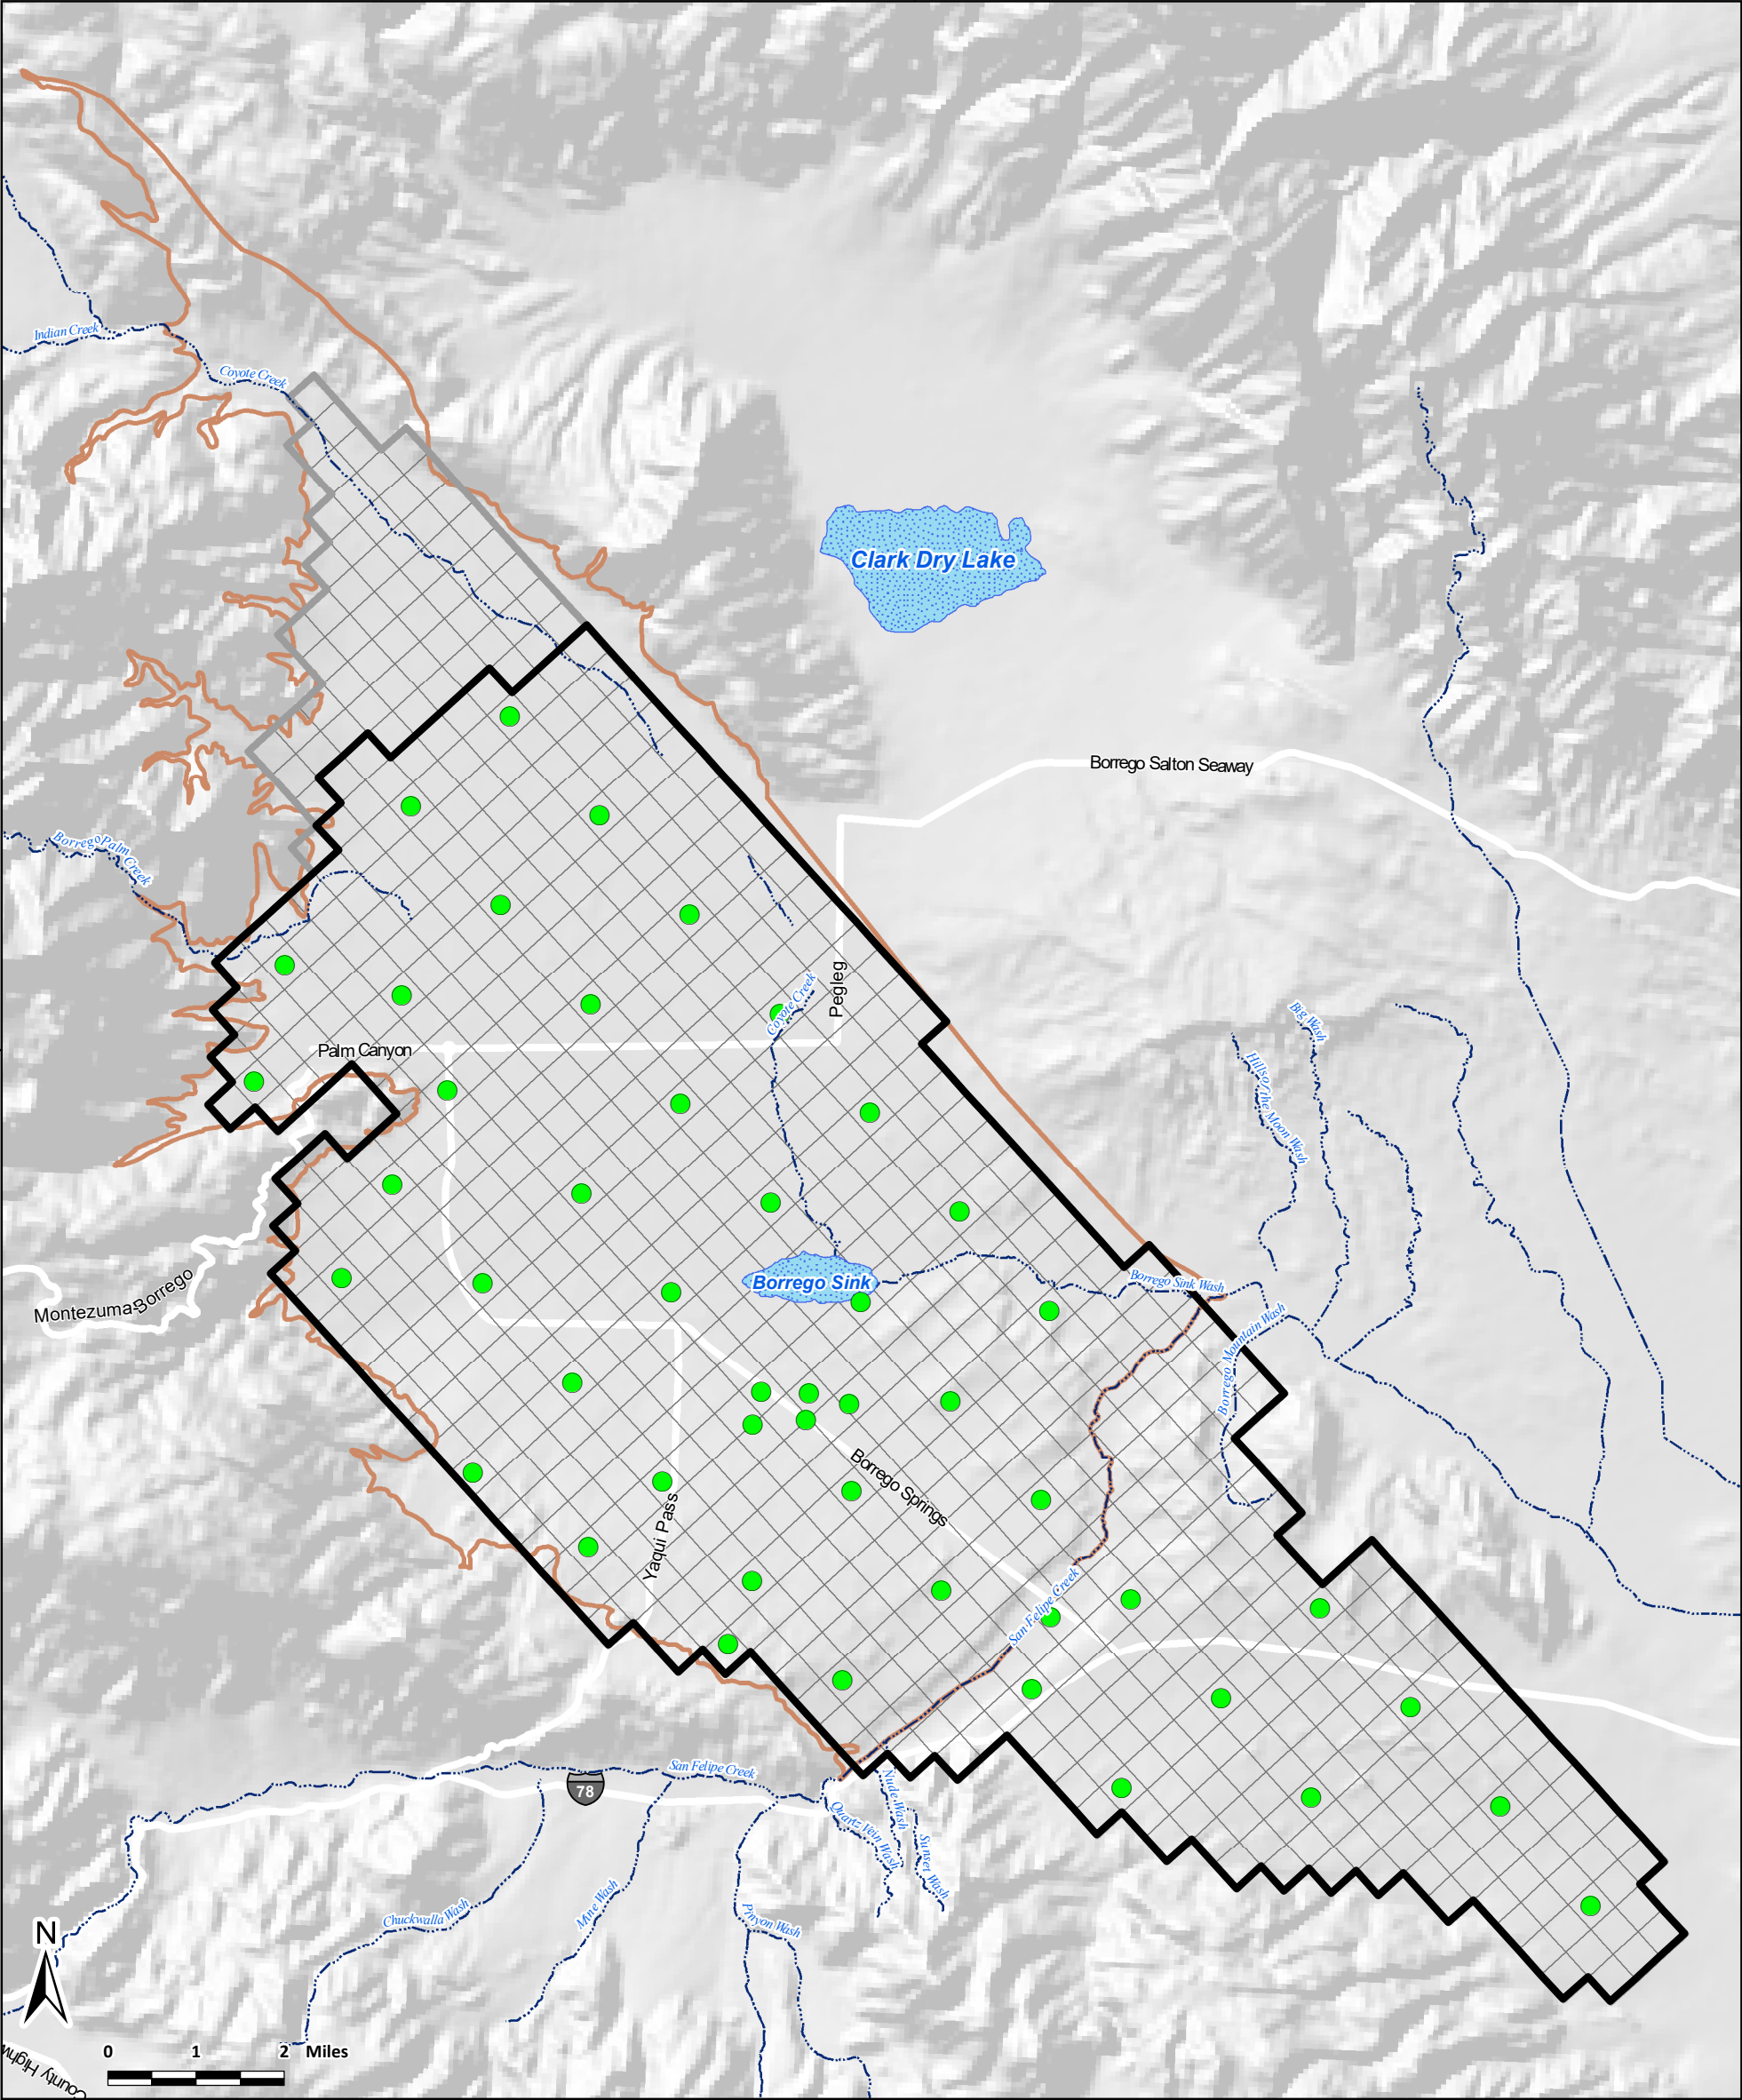 Indian Creek
Coyote Creek
Clark Dry Lake
Borrego Salton Seaway
Borrego Palm Creek
Pegleg
Coyote Creek
Big Wash
Hills of the Moon Wash
Palm Canyon
Borrego Sink
Borrego Sink Wash
Montezuma-Borrego
Borrego Mountain Wash
Borrego Springs
Yaqui Pass
San Felipe Creek
San Felipe Creek
78
Nude Wash
Quartz Vein Wash
Sunset Wash
Chuckwalla Wash
Mine Wash
Pinyon Wash
N
0 1 2 Miles
County Highw